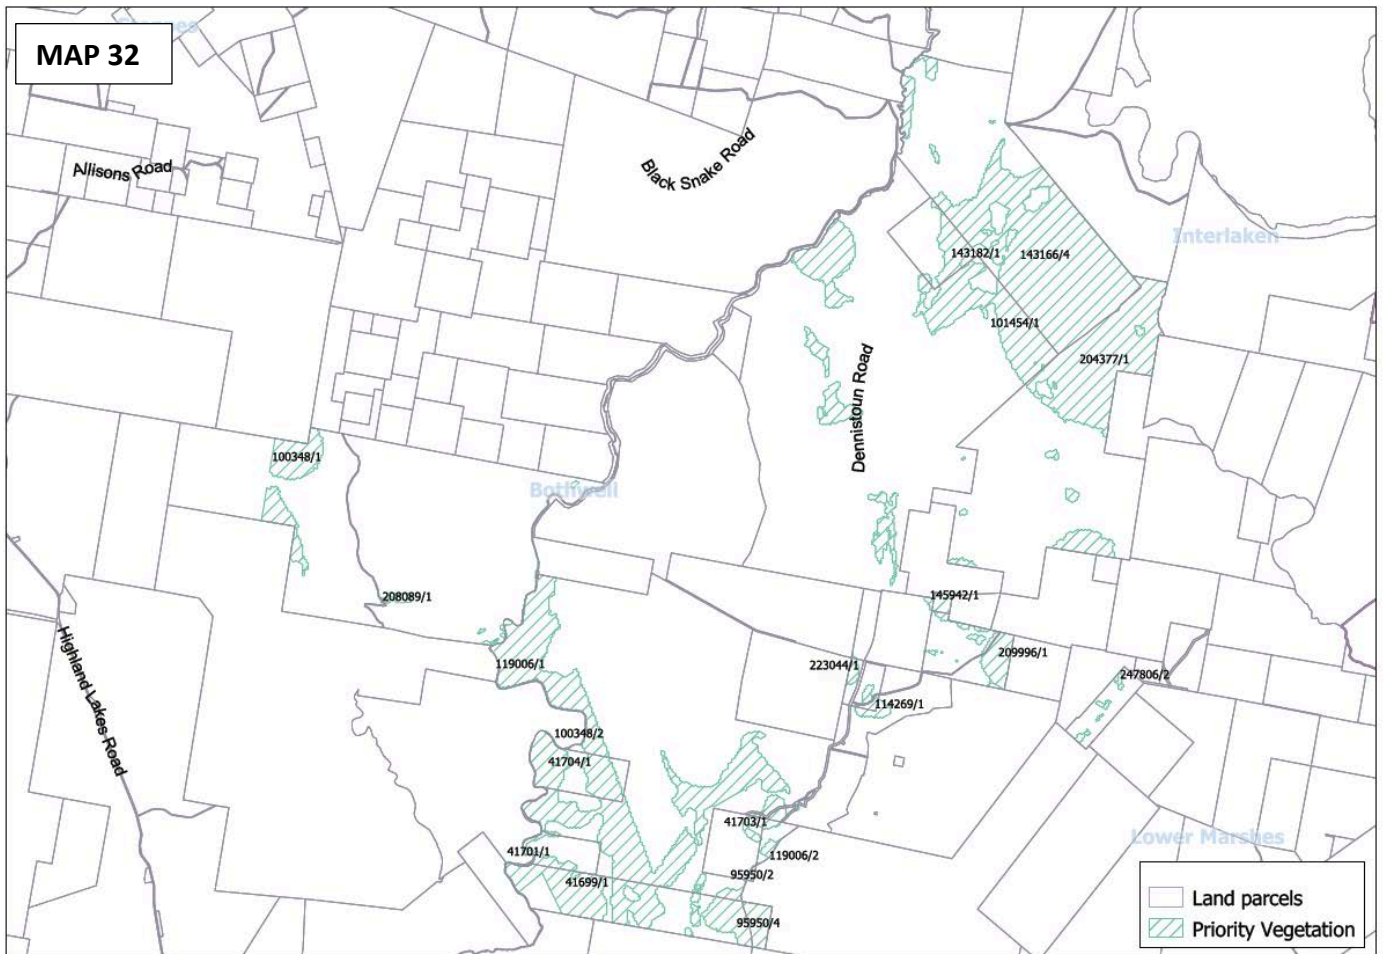 MAP 32
Allisons Road
Black Snake Road
Interlaken
143182/1
143166/4
101454/1
204377/1
Dennistoun Road
100348/1
Bothwell
208089/1
145942/1
Highland Lakes Road
119006/1
223044/1
209996/1
247806/2
114269/1
100348/2
41704/1
41703/1
Lower Marshes
41701/1
119006/2
95950/2
41699/1
95950/4
Land parcels
Priority Vegetation